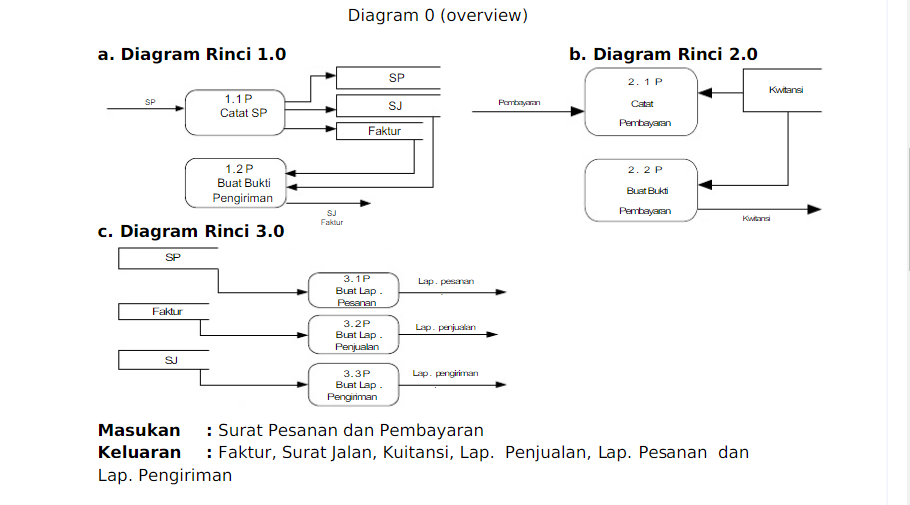 Diagram 0 (overview)
a. Diagram Rinci 1.0
SP
1.1 P
Catat SP
SP
SJ
Faktur
1.2 P
Buat Bukti
Pengiriman
SJ
Faktur
b. Diagram Rinci 2.0
Pembayaran
2. 1 P
Catat
Pembayaran
Kwitansi
2. 2 P
Buat Bukti
Pembayaran
Kwitansi
c. Diagram Rinci 3.0
SP
3.1P
Buat Lap .
Pesanan
Lap . pesanan
Faktur
3.2P
Buat Lap .
Penjualan
Lap . penjualan
SJ
3.3P
Buat Lap .
Pengiriman
Lap . pengiriman
Masukan : Surat Pesanan dan Pembayaran
Keluaran : Faktur, Surat Jalan, Kuitansi, Lap. Penjualan, Lap. Pesanan dan
Lap. Pengiriman